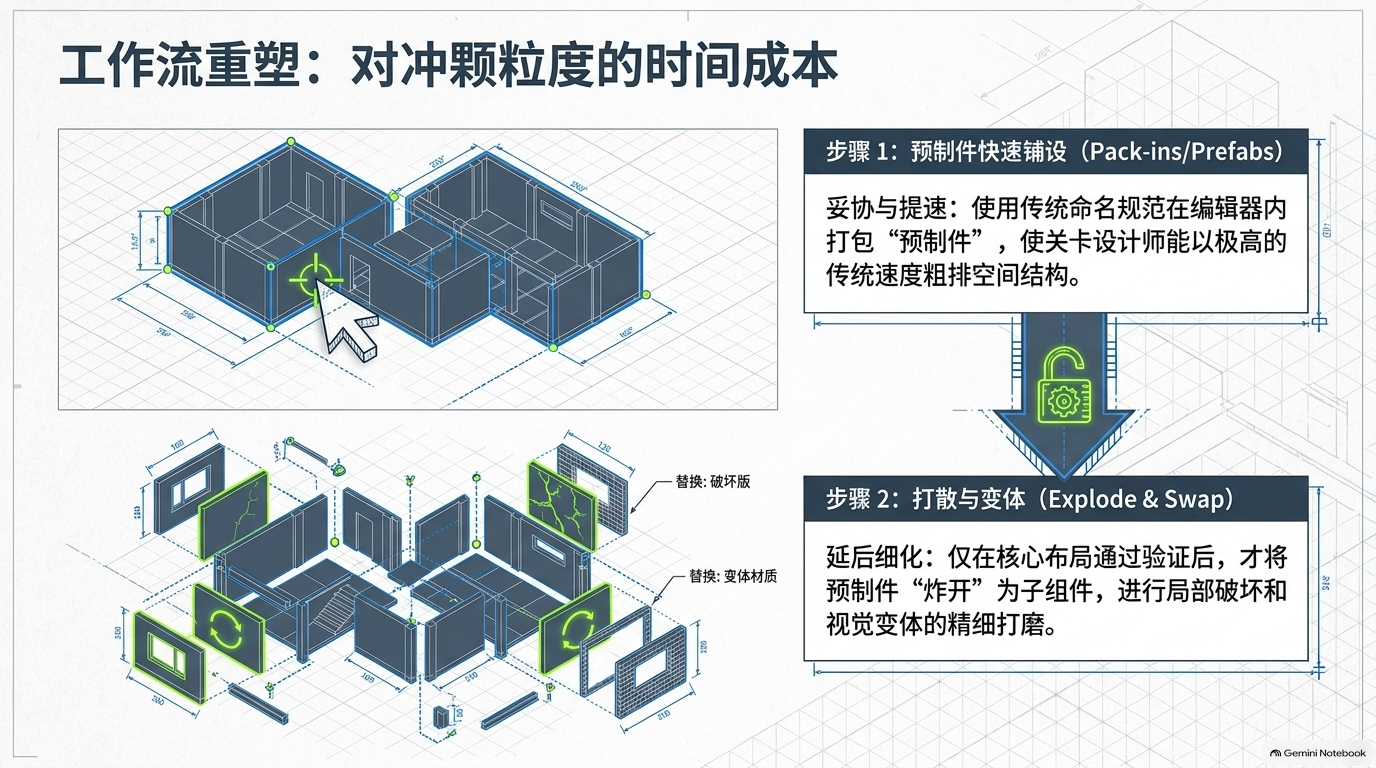 工作流重塑：对冲颗粒度的时间成本
步骤 1：预制件快速铺设（Pack-ins/Prefabs）
妥协与提速：使用传统命名规范在编辑器内
打包“预制件”，使关卡设计师能以极高的
传统速度粗排空间结构。
替换: 破坏版
替换: 变体材质
步骤 2：打散与变体（Explode & Swap）
延后细化：仅在核心布局通过验证后，才将
预制件“炸开”为子组件，进行局部破坏和
视觉变体的精细打磨。
Gemini Notebook